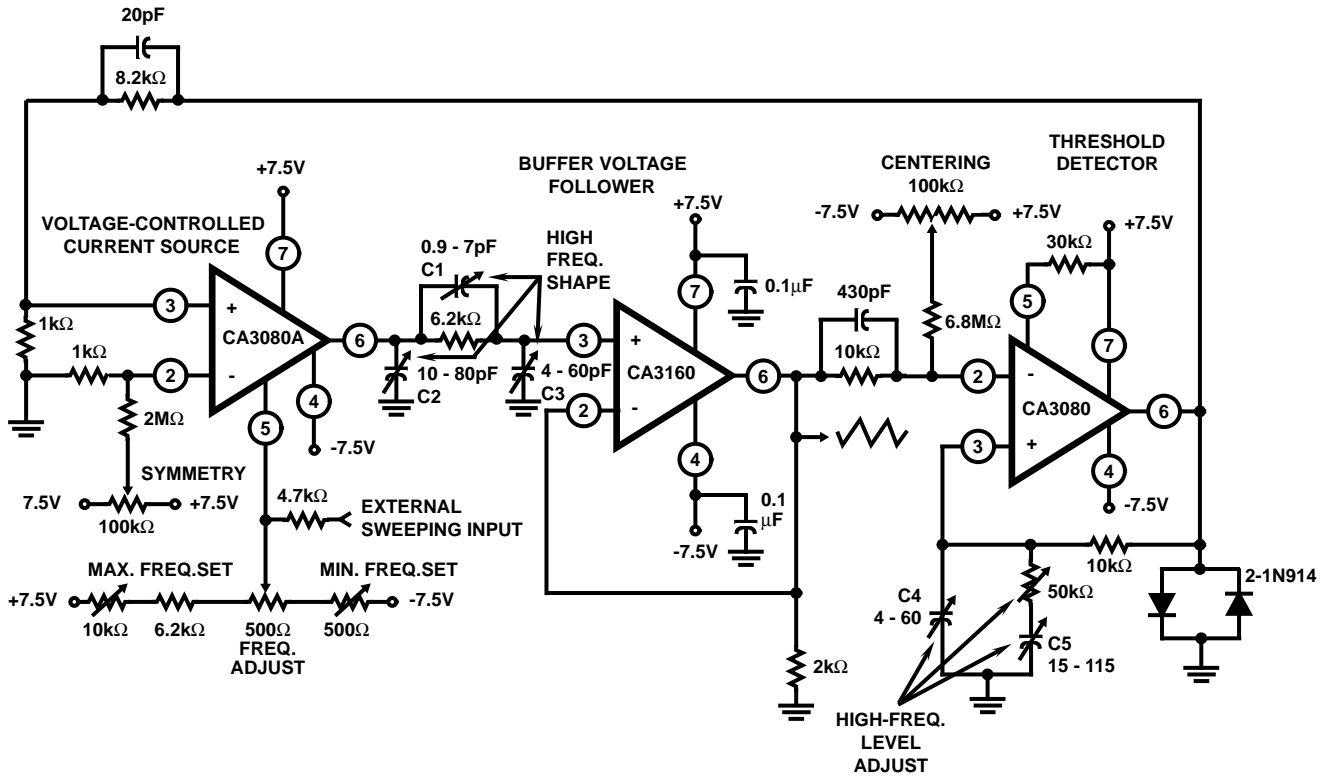 20pF
8.2kΩ
THRESHOLD
DETECTOR
+7.5V
BUFFER VOLTAGE
FOLLOWER
CENTERING
100kΩ
-7.5V
+7.5V
+7.5V
+7.5V
VOLTAGE-CONTROLLED
CURRENT SOURCE
7
0.9 - 7pF
C1
HIGH
FREQ.
SHAPE
7
0.1µF
30kΩ
5
430pF
6.8MΩ
7
3
+
1kΩ
CA3080A
6
6.2kΩ
3
+
1kΩ
2
-
10 - 80pF
C2
4 - 60pF
C3
CA3160
6
10kΩ
2
-
CA3080
6
2MΩ
5
4
-7.5V
2
-
4
3
+
4
-7.5V
SYMMETRY
7.5V
+7.5V
100kΩ
4.7kΩ
EXTERNAL
SWEEPING INPUT
0.1
µF
-7.5V
10kΩ
2-1N914
MAX. FREQ.SET
MIN. FREQ.SET
+7.5V
-7.5V
10kΩ
6.2kΩ
500Ω
500Ω
FREQ.
ADJUST
C4
4 - 60
50kΩ
C5
15 - 115
2kΩ
HIGH-FREQ.
LEVEL
ADJUST